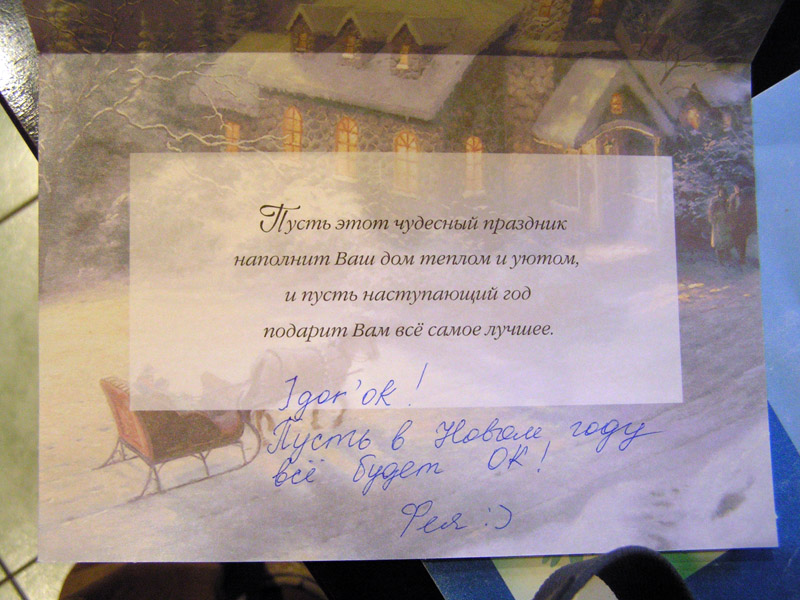 Пусть этот чудесный праздник
наполнит Ваш дом теплом и уютом,
и пусть наступающий год
подарит Вам всё самое лучшее.
Igor'ok!
Пусть в Новом году
всё будет ОК!
Фея :)